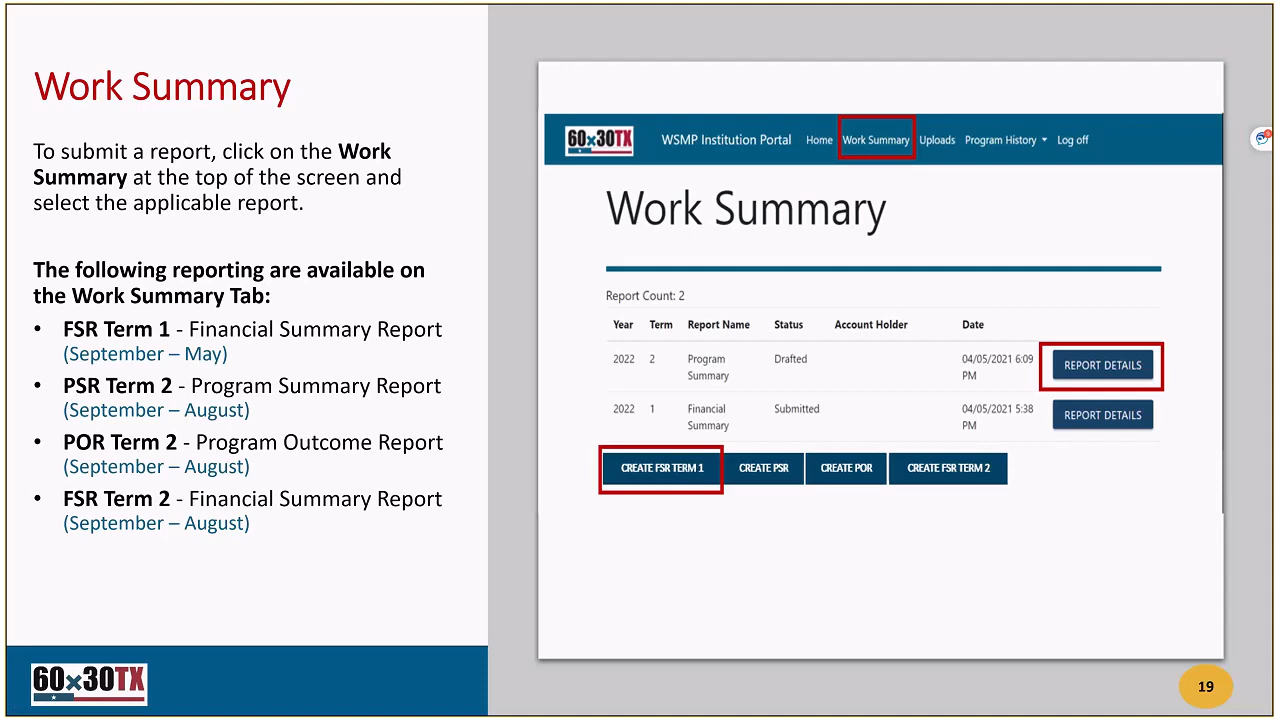 Work Summary
To submit a report, click on the Work
Summary at the top of the screen and
select the applicable report.
The following reporting are available on
the Work Summary Tab:
• FSR Term 1 - Financial Summary Report
(September – May)
• PSR Term 2 - Program Summary Report
(September – August)
• POR Term 2 - Program Outcome Report
(September – August)
• FSR Term 2 - Financial Summary Report
(September – August)
60x30TX
60x30TX WSMP Institution Portal Home Work Summary Uploads Program History Log off
Work Summary
Report Count: 2
Year Term Report Name Status Account Holder Date
2022 2 Program Drafted 04/05/2021 6:09 REPORT DETAILS
Summary PM
2022 1 Financial Submitted 04/05/2021 5:38 REPORT DETAILS
Summary PM
CREATE FSR TERM 1 CREATE PSR CREATE POR CREATE FSR TERM 2
19